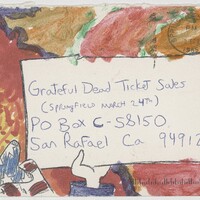 Grateful Dead Ticket Sales
(SPRINGFIELD MARCH 24TH)
PO Box C-S8150
San Rafael Ca 94912